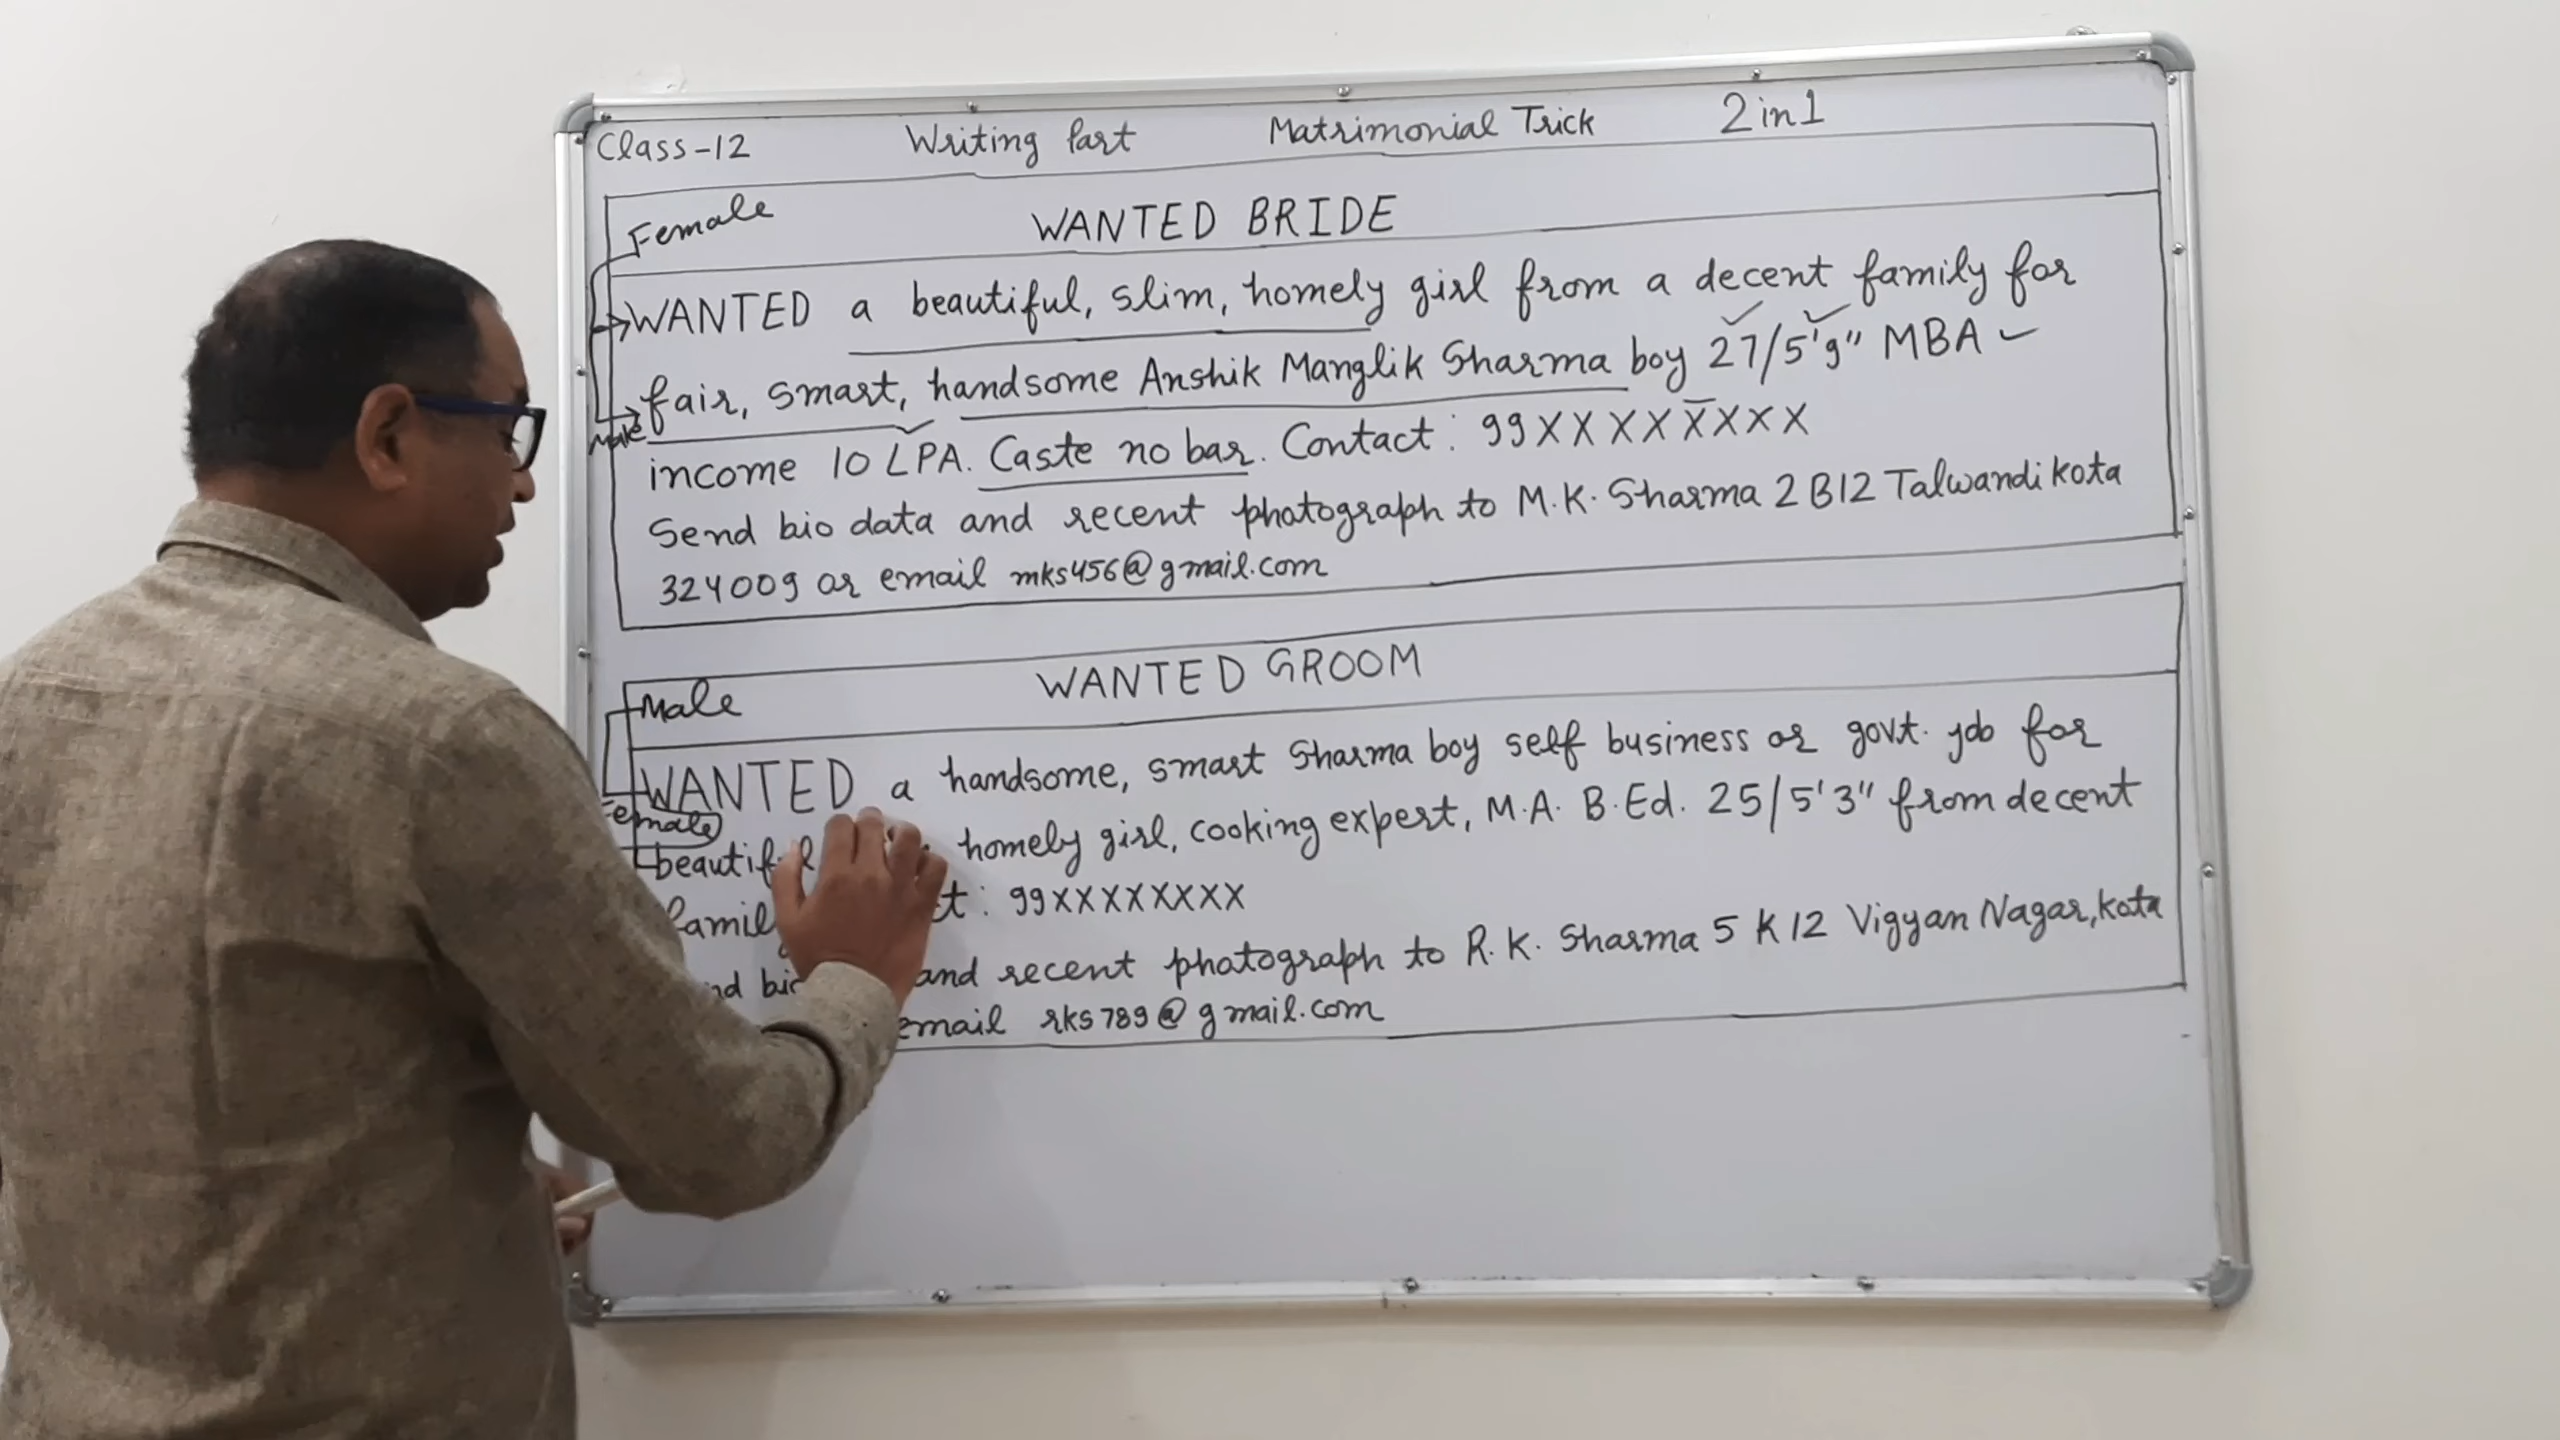 Class-12 Writing Part Matrimonial Trick 2 in 1
Female WANTED BRIDE
WANTED a beautiful, slim, homely girl from a decent family for
Male fair, smart, handsome Anshik Manglik Sharma boy 27/5'9" MBA
income 10 LPA. Caste no bar. Contact: 99XXXXXXXX
Send bio data and recent photograph to M.K. Sharma 2 B12 Talwandi kota
324009 or email mks456@gmail.com
Male WANTED GROOM
WANTED a handsome, smart Sharma boy self business or govt. job for
Female
beautiful homely girl, cooking expert, M.A. B.Ed. 25/5'3" from decent
99XXXXXXXX
and recent photograph to R.K. Sharma 5 K 12 Vigyan Nagar, kota
email rks789@gmail.com